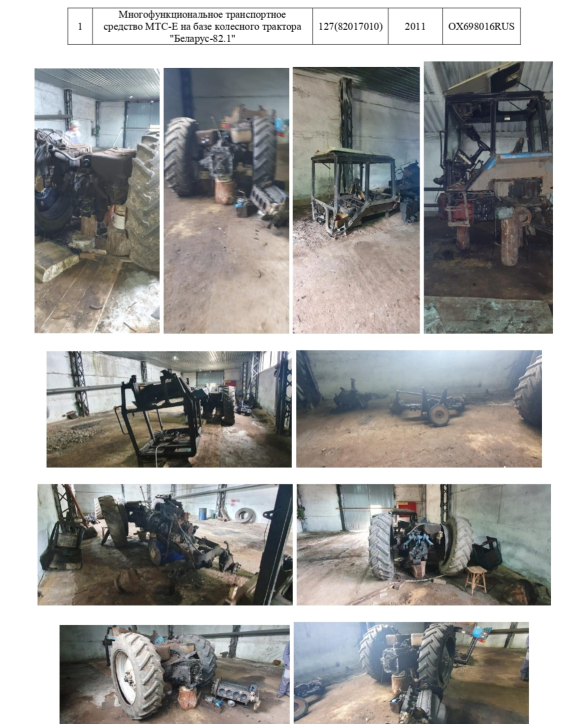 1
Многофункциональное транспортное
средство МТС-Е на базе колесного трактора
"Беларус-82.1"
127(82017010)
2011
ОХ698016RUS